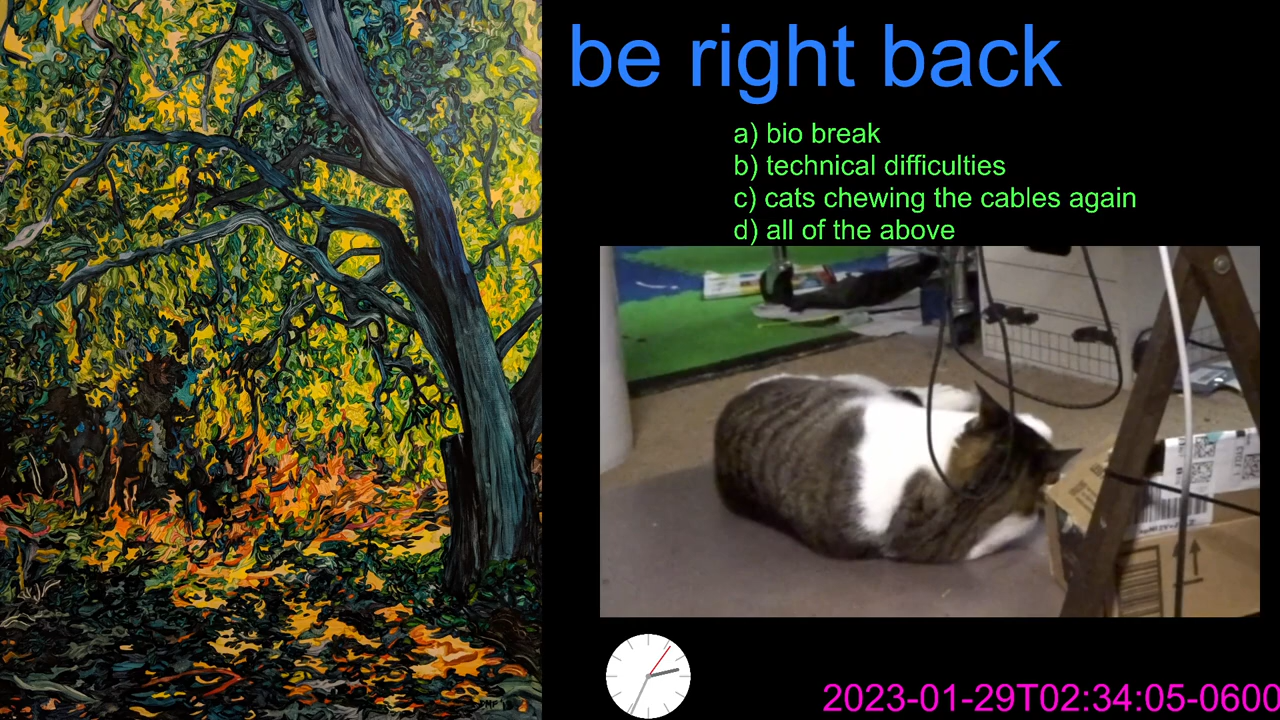 be right back
a) bio break
b) technical difficulties
c) cats chewing the cables again
d) all of the above
2023-01-29T02:34:05-0600